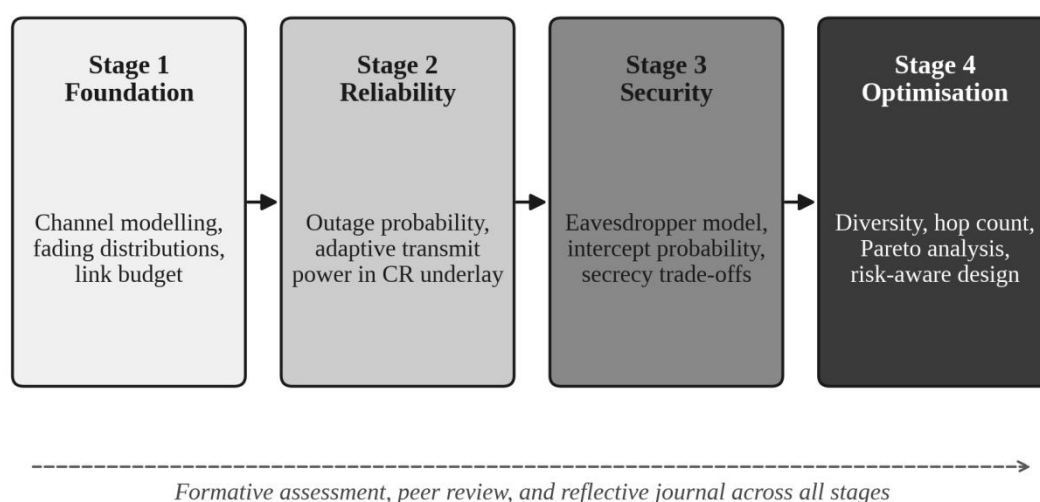 Stage 1
Foundation
Channel modelling,
fading distributions,
link budget
Stage 2
Reliability
Outage probability,
adaptive transmit
power in CR underlay
Stage 3
Security
Eavesdropper model,
intercept probability,
secrecy trade-offs
Stage 4
Optimisation
Diversity, hop count,
Pareto analysis,
risk-aware design
Formative assessment, peer review, and reflective journal across all stages